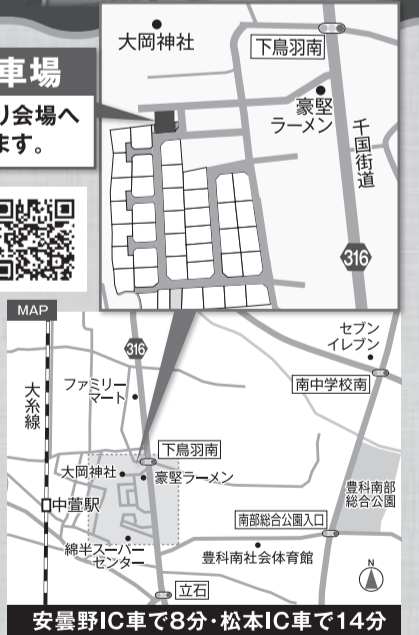 大岡神社
下鳥羽南
車場
り会場へ
ます。
豪堅
ラーメン
千国街道
316
MAP
セブン
イレブン
316
南中学校南
ファミリー
マート
大糸線
下鳥羽南
大岡神社
豪堅ラーメン
豊科南部
総合公園
中萱駅
南部総合公園入口
綿半スーパー
センター
豊科南社会体育館
N
立石
安曇野IC車で8分・松本IC車で14分